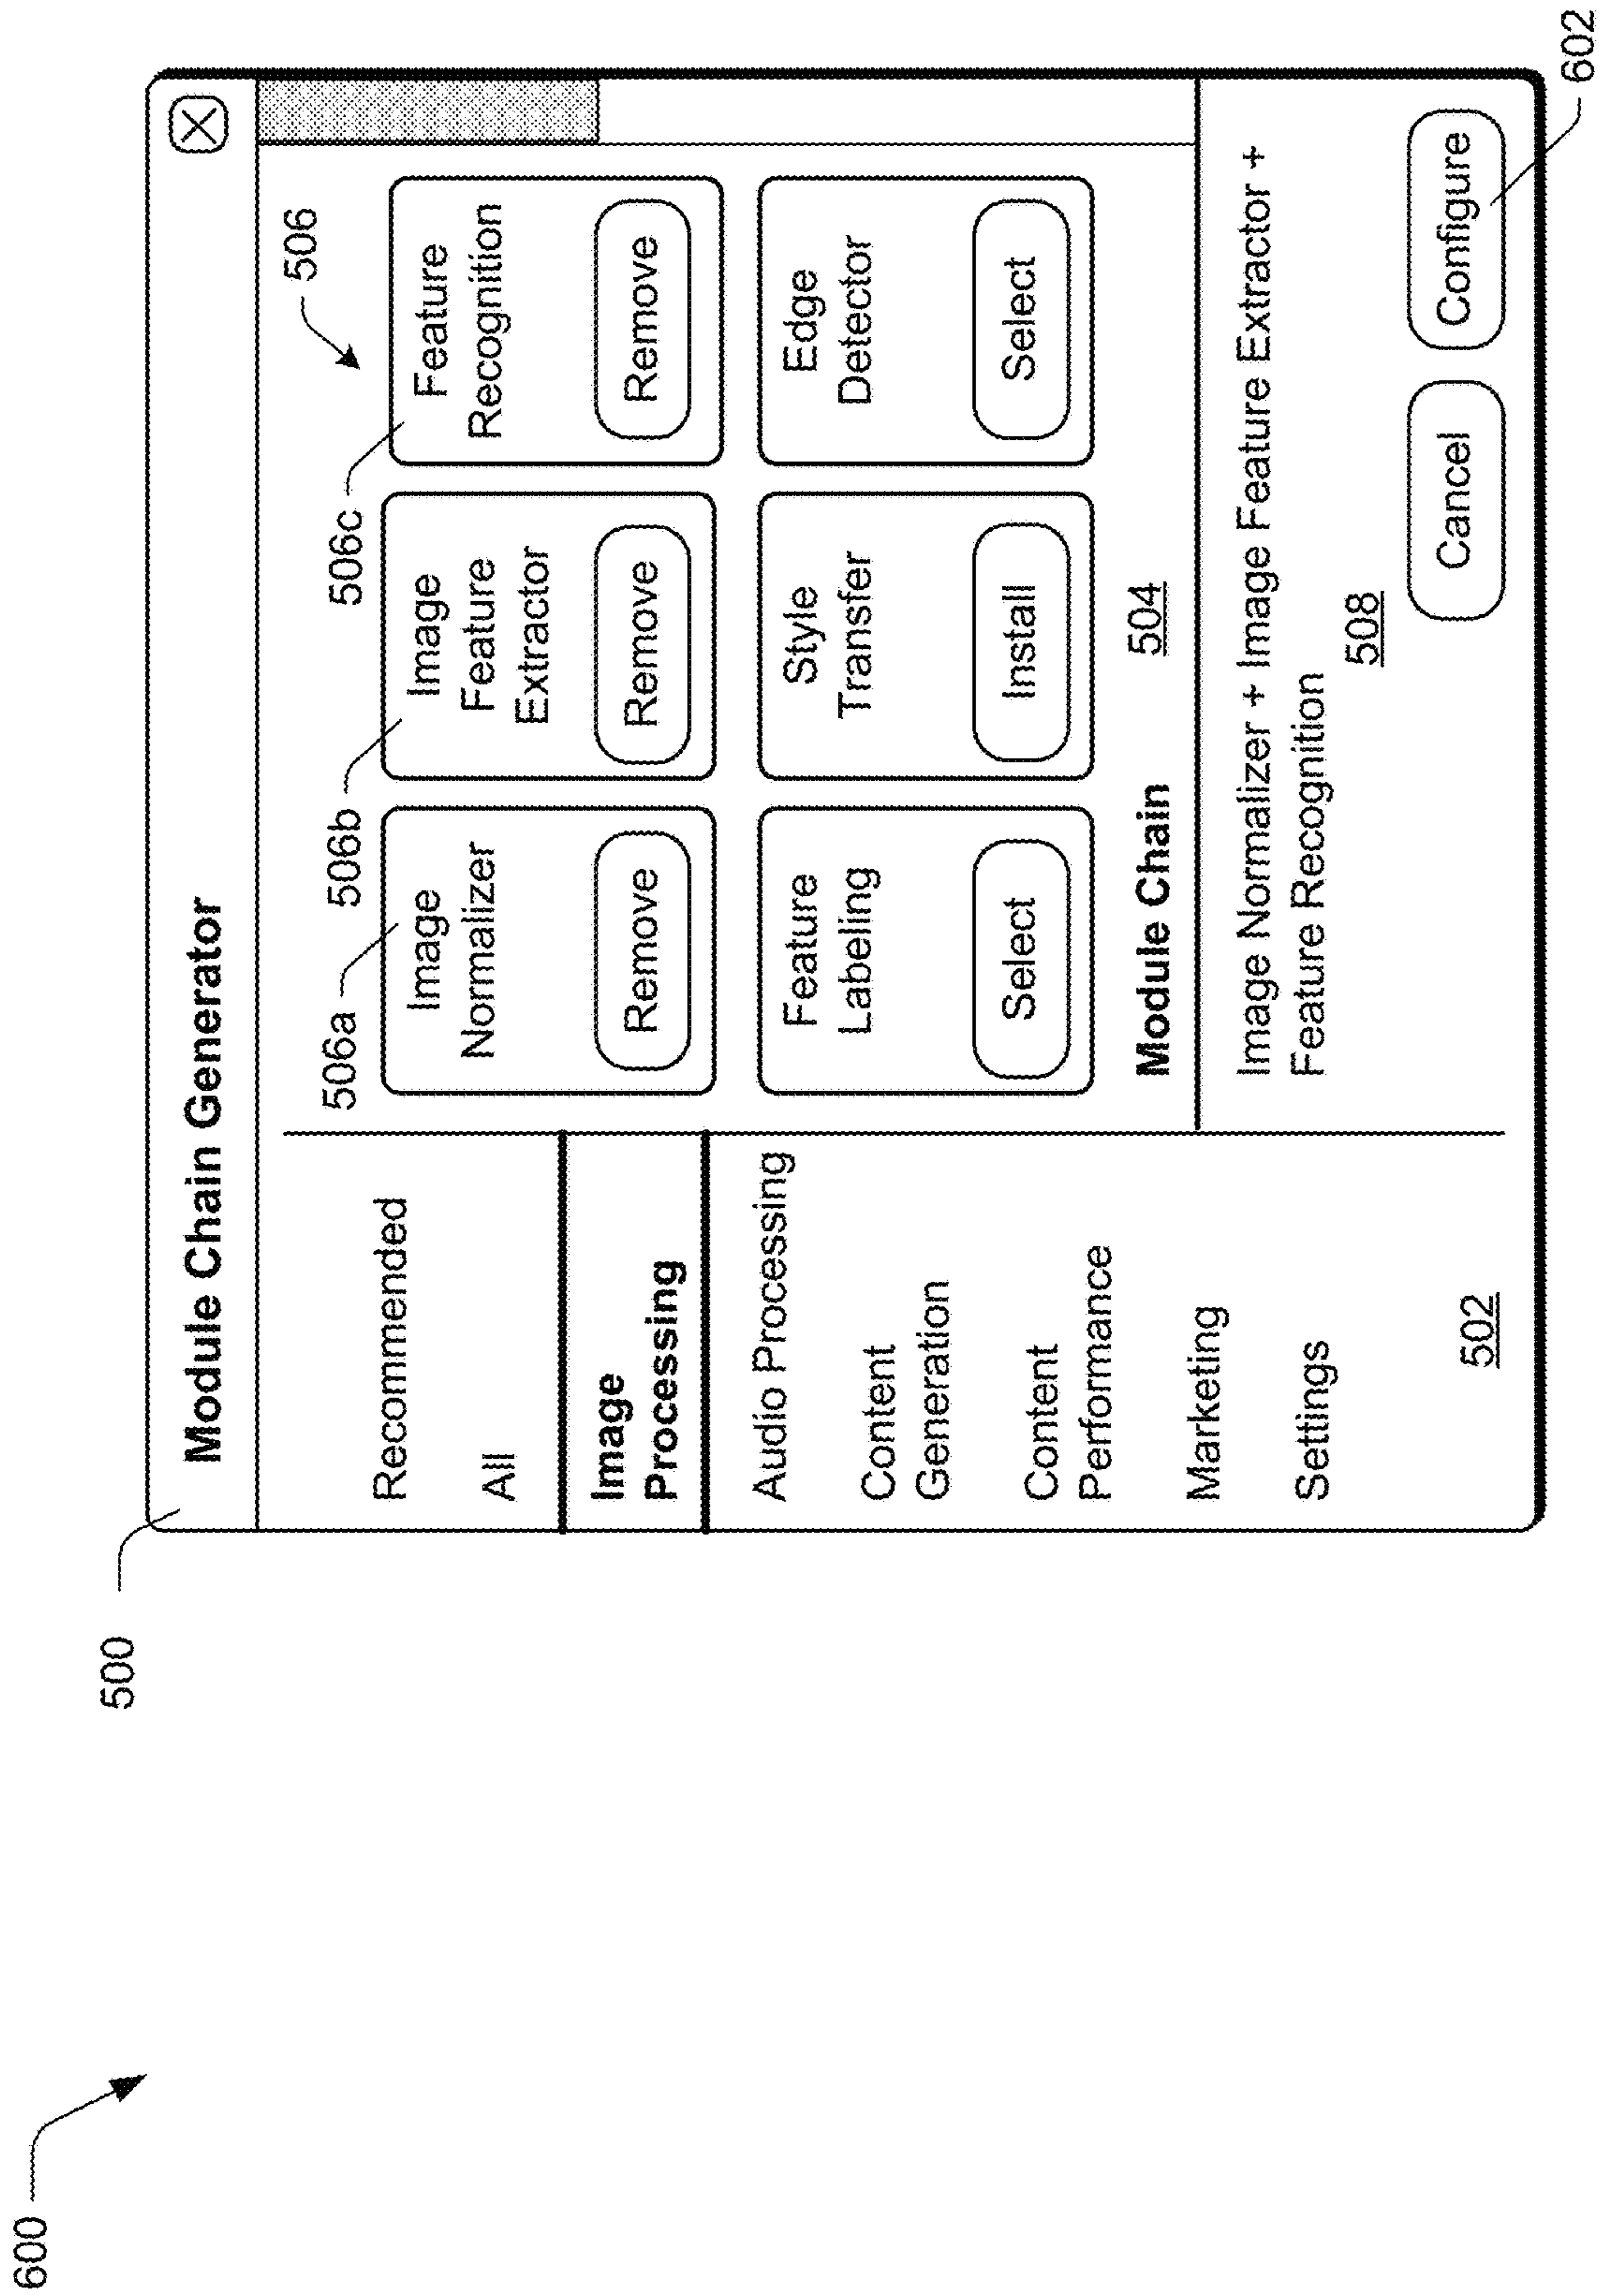 600
500
Module Chain Generator
Recommended
All
Image
Processing
Audio Processing
Content
Generation
Content
Performance
Marketing
Settings
502
506
506a
506b
506c
Image
Normalizer
Remove
Image
Feature
Extractor
Remove
Feature
Recognition
Remove
Feature
Labeling
Select
Style
Transfer
Install
Edge
Detector
Select
504
Module Chain
Image Normalizer + Image Feature Extractor +
Feature Recognition
508
Cancel
Configure
602